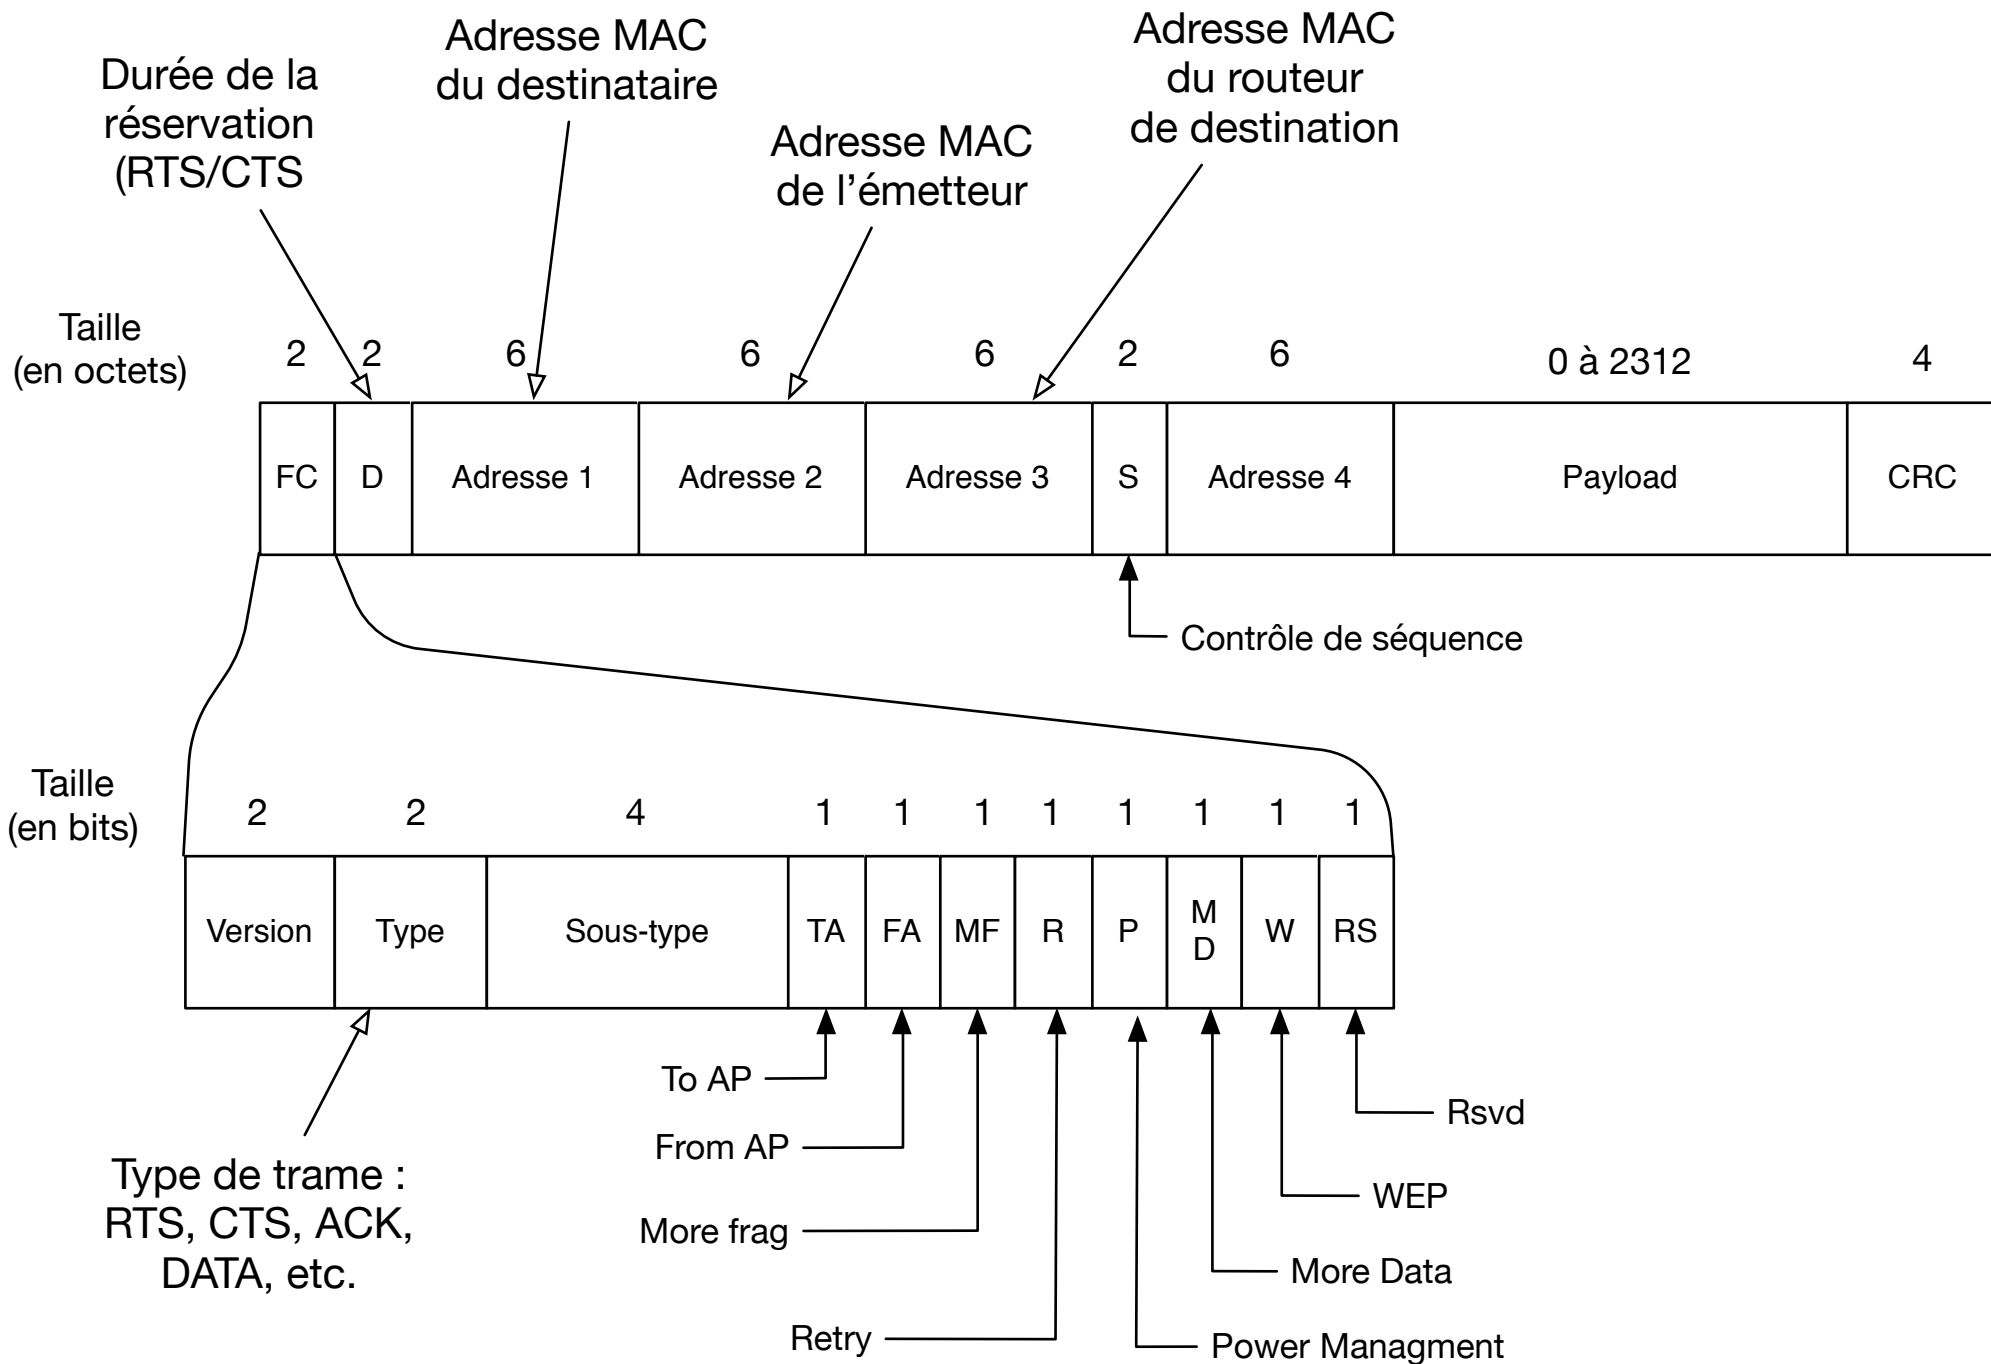 Durée de la
réservation
(RTS/CTS
Adresse MAC
du destinataire
Adresse MAC
de l'émetteur
Adresse MAC
du routeur
de destination
Taille
(en octets)
2
2
6
6
6
2
6
0 à 2312
4
FC
D
Adresse 1
Adresse 2
Adresse 3
S
Adresse 4
Payload
CRC
Contrôle de séquence
Taille
(en bits)
2
2
4
1
1
1
1
1
1
1
1
Version
Type
Sous-type
TA
FA
MF
R
P
M
D
W
RS
To AP
From AP
More frag
Retry
Rsvd
WEP
More Data
Power Managment
Type de trame :
RTS, CTS, ACK,
DATA, etc.